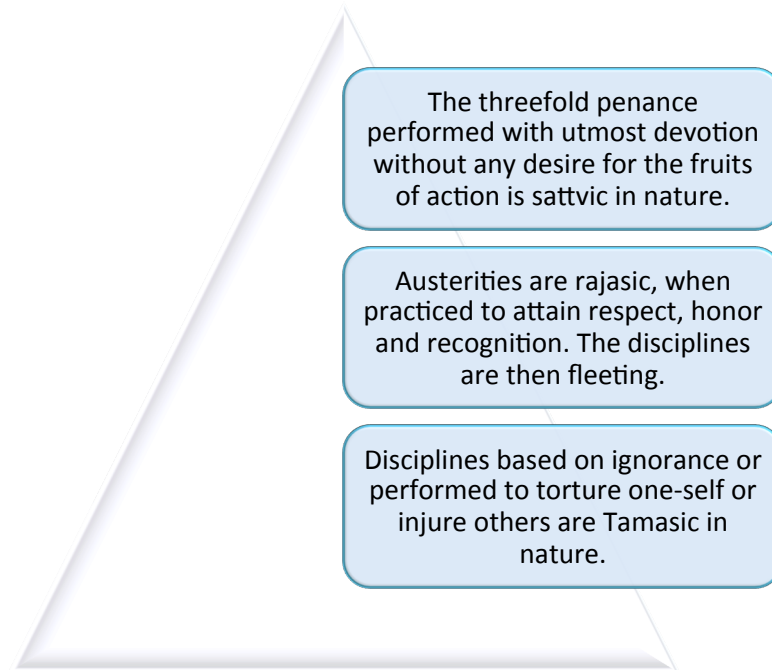 The threefold penance
performed with utmost devotion
without any desire for the fruits
of action is sattvic in nature.
Austerities are rajasic, when
practiced to attain respect, honor
and recognition. The disciplines
are then fleeting.
Disciplines based on ignorance or
performed to torture one-self or
injure others are Tamasic in
nature.